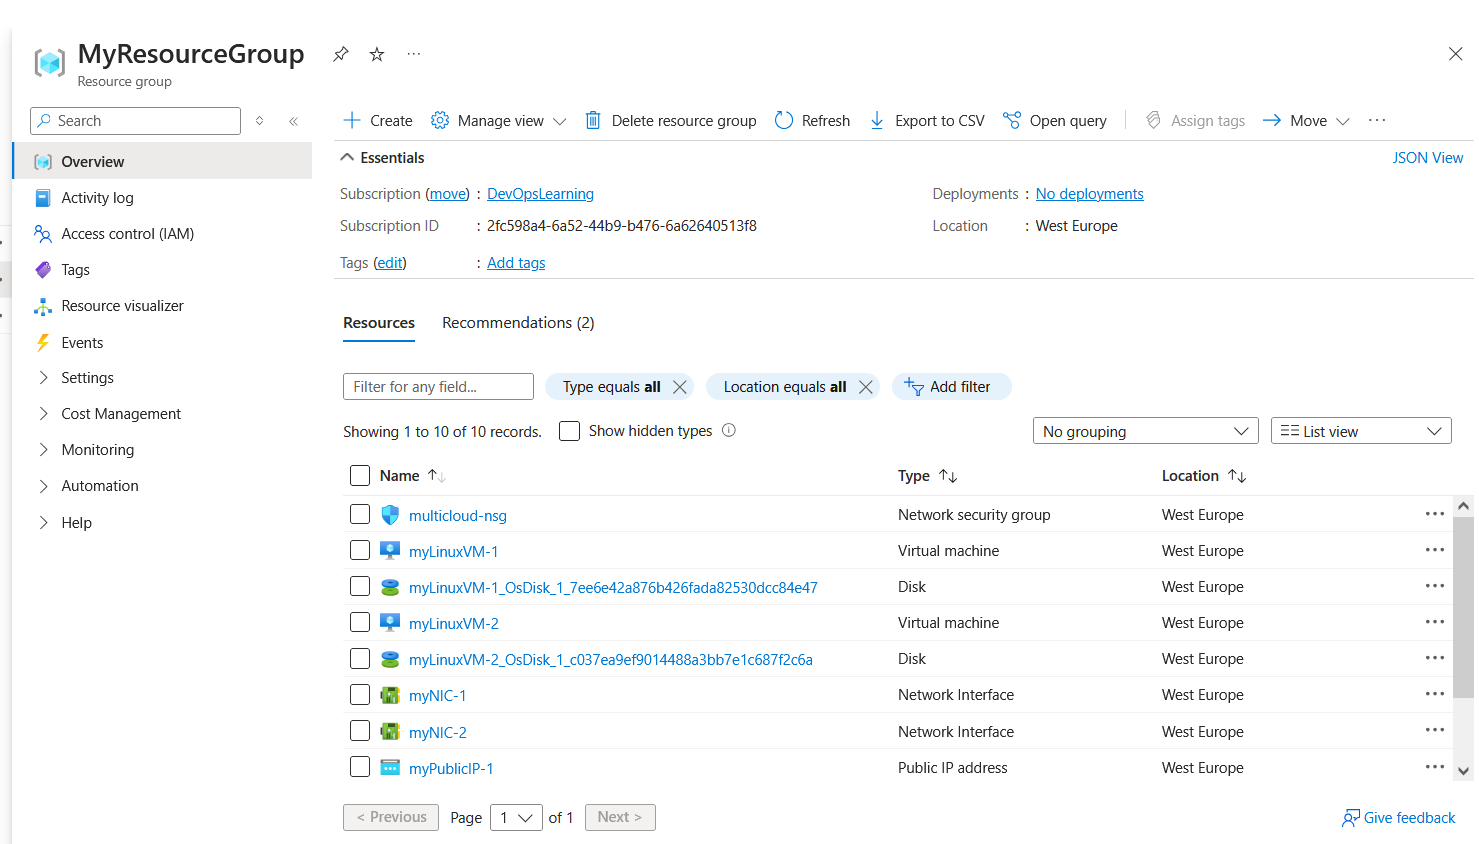 MyResourceGroup
Resource group
Search
Overview
Activity log
Access control (IAM)
Tags
Resource visualizer
Events
Settings
Cost Management
Monitoring
Automation
Help
Create Manage view Delete resource group Refresh Export to CSV Open query Assign tags Move
Essentials JSON View
Subscription (move) : DevOpsLearning Deployments : No deployments
Subscription ID : 2fc598a4-6a52-44b9-b476-6a62640513f8 Location : West Europe
Tags (edit) : Add tags
Resources Recommendations (2)
Filter for any field... Type equals all Location equals all Add filter
Showing 1 to 10 of 10 records. Show hidden types No grouping List view
Name Type Location
multicloud-nsg Network security group West Europe
myLinuxVM-1 Virtual machine West Europe
myLinuxVM-1_OsDisk_1_7ee6e42a876b426fada82530dcc84e47 Disk West Europe
myLinuxVM-2 Virtual machine West Europe
myLinuxVM-2_OsDisk_1_c037ea9ef9014488a3bb7e1c687f2c6a Disk West Europe
myNIC-1 Network Interface West Europe
myNIC-2 Network Interface West Europe
myPublicIP-1 Public IP address West Europe
< Previous Page 1 of 1 Next > Give feedback